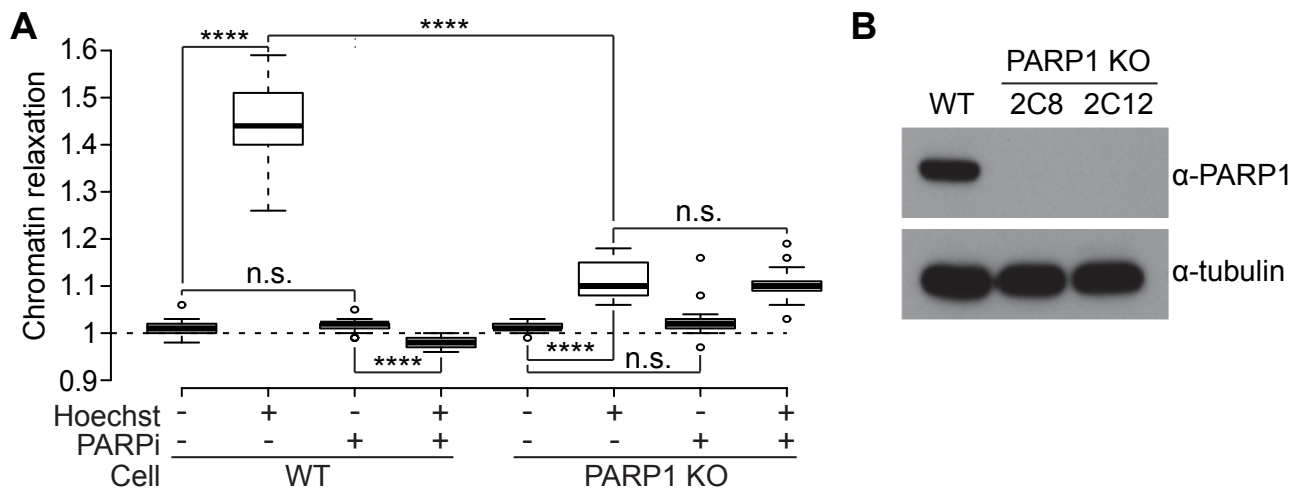 A
B
Chromatin relaxation
1.6
1.5
1.4
1.3
1.2
1.1
1
0.9
****
****
n.s.
****
n.s.
****
n.s.
Hoechst - + - + - + - +
PARPi - - + + - - + +
Cell WT PARP1 KO
PARP1 KO
WT 2C8 2C12
α-PARP1
α-tubulin